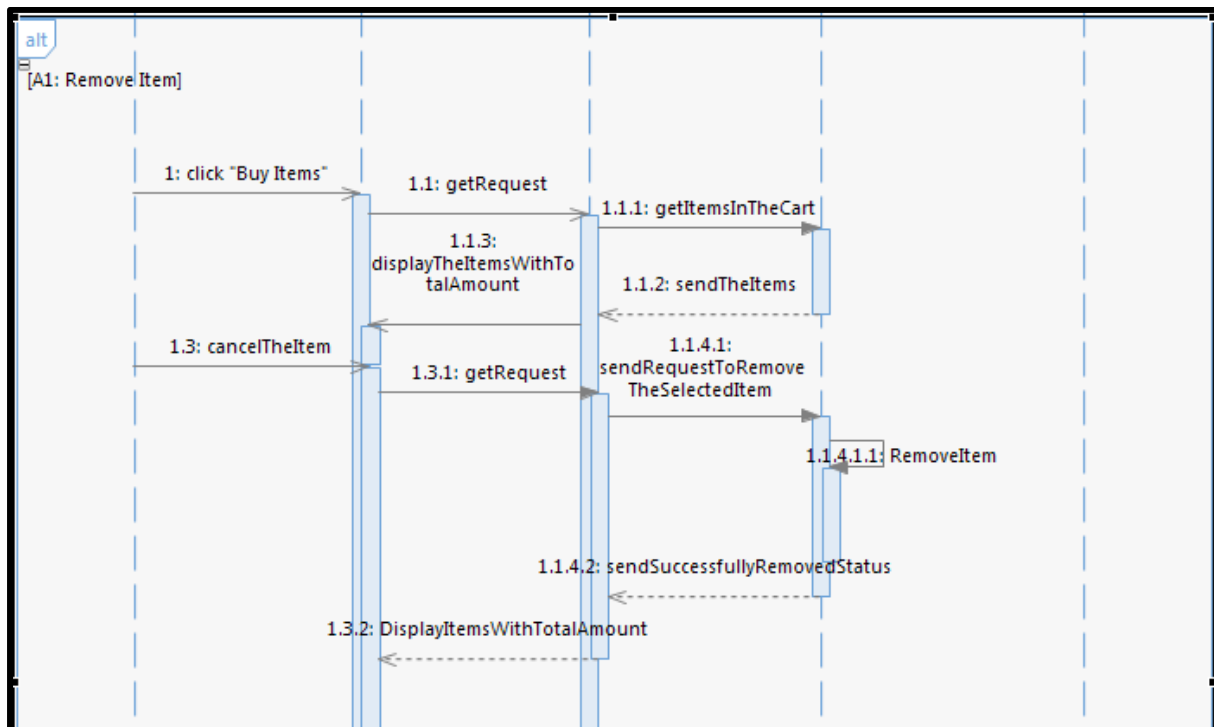 alt
[A1: Remove Item]
1: click "Buy Items"
1.1: getRequest
1.1.1: getItemsInTheCart
1.1.3:
displayTheItemsWithTo
talAmount
1.1.2: sendTheItems
1.3: cancelTheItem
1.3.1: getRequest
1.1.4.1:
sendRequestToRemove
TheSelectedItem
1.1.4.1.1: RemoveItem
1.1.4.2: sendSuccessfullyRemovedStatus
1.3.2: DisplayItemsWithTotalAmount